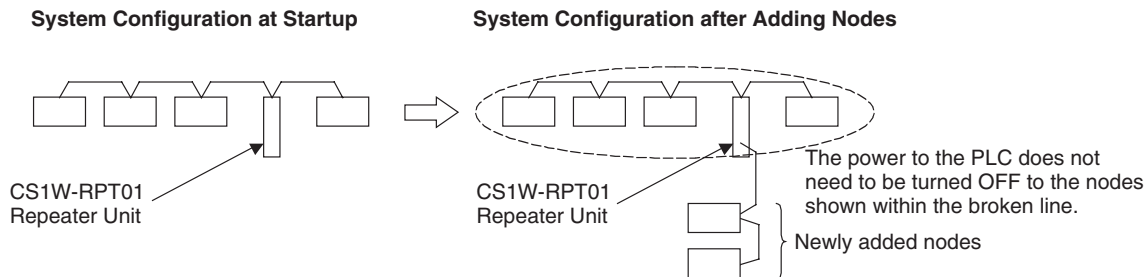 System Configuration at Startup
System Configuration after Adding Nodes
CS1W-RPT01
Repeater Unit
CS1W-RPT01
Repeater Unit
The power to the PLC does not
need to be turned OFF to the nodes
shown within the broken line.
Newly added nodes